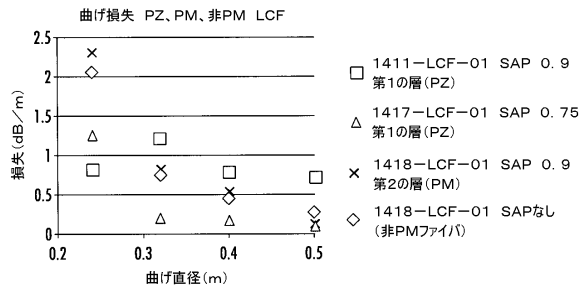 曲げ損失 PZ、PM、非PM LCF
2.5
2
1.5
1
0.5
0
0.2
0.3
0.4
0.5
損失(dB/m)
曲げ直径(m)
1411-LCF-01 SAP 0.9
第1の層(PZ)
1417-LCF-01 SAP 0.75
第1の層(PZ)
1418-LCF-01 SAP 0.9
第2の層(PM)
1418-LCF-01 SAPなし
(非PMファイバ)